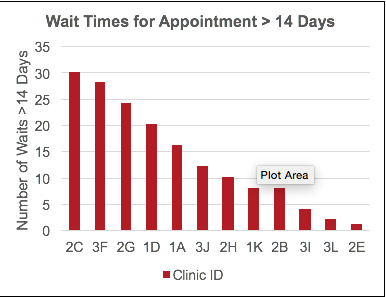 Wait Times for Appointment > 14 Days
Number of Waits >14 Days
35
30
25
20
15
10
5
0
Plot Area
2C 3F 2G 1D 1A 3J 2H 1K 2B 3I 3L 2E
Clinic ID